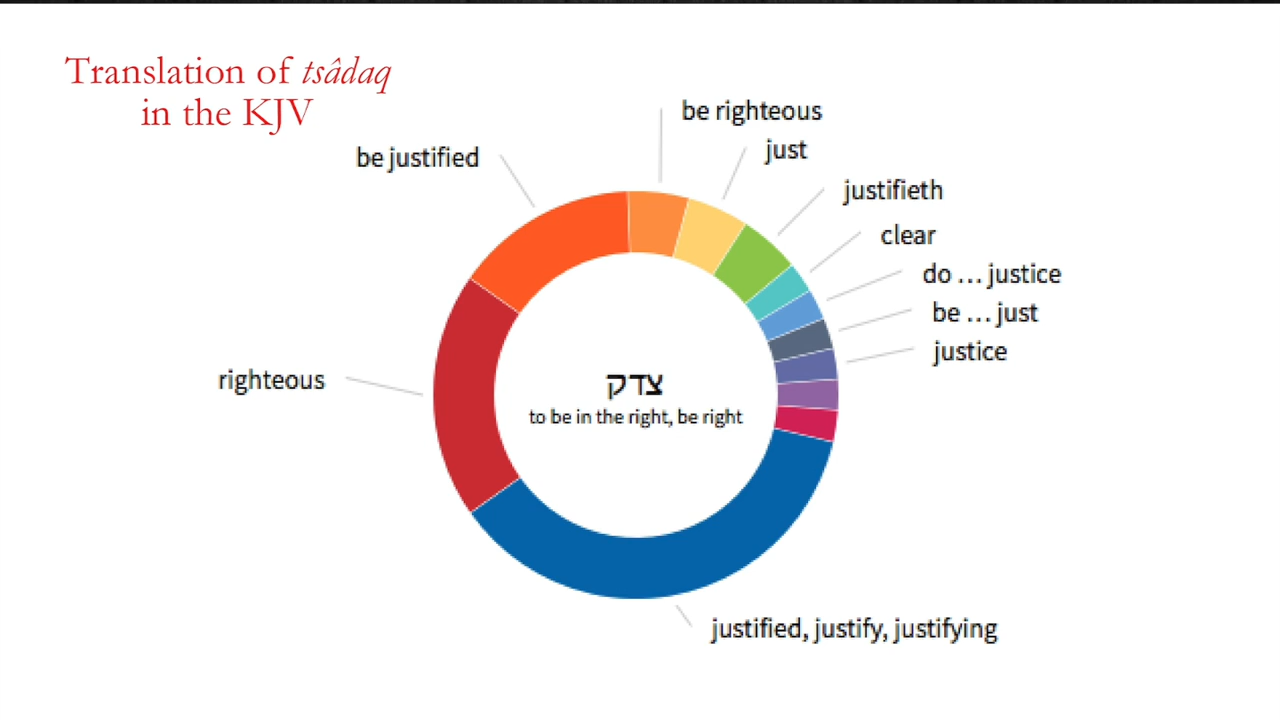 Translation of tsâdaq
in the KJV
be righteous
just
be justified
justifieth
clear
do ... justice
be ... just
justice
righteous
צדק
to be in the right, be right
justified, justify, justifying